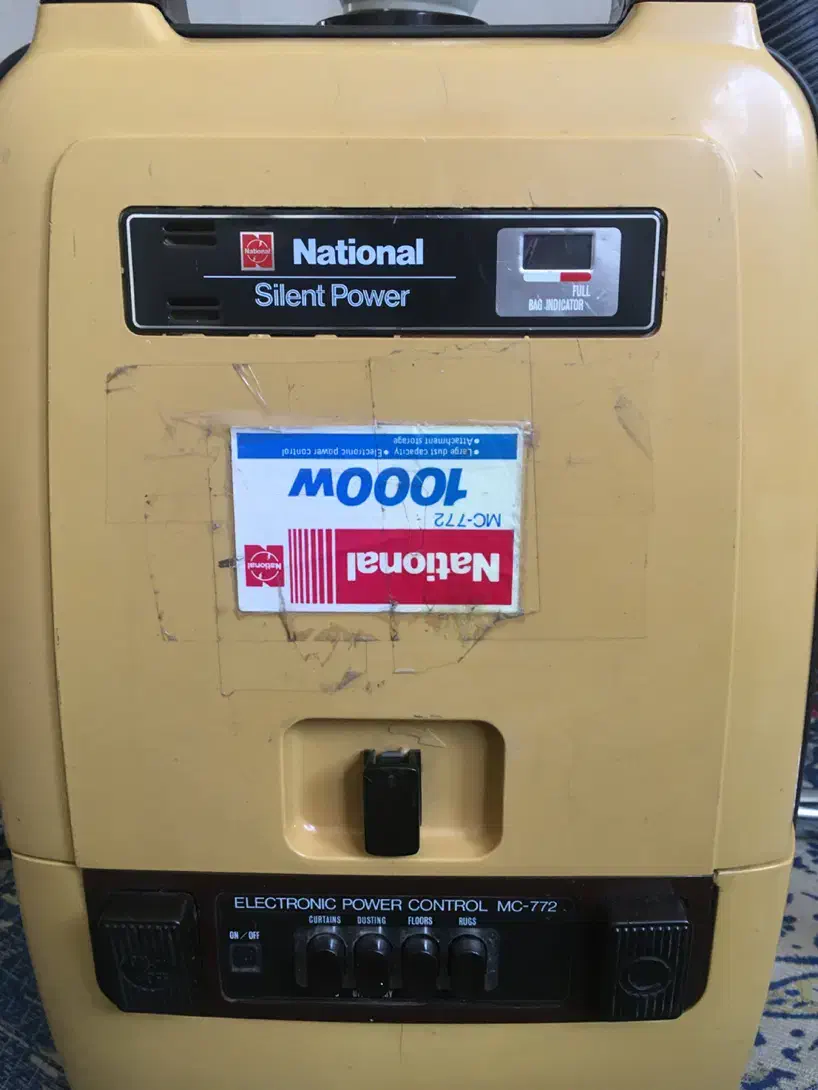 National
National
Silent Power
FULL
BAG INDICATOR
National
National
MC-772
1000W
• Large dust capacity • Electronic power control
• Attachment storage
ELECTRONIC POWER CONTROL MC-772
CURTAINS DUSTING FLOORS RUGS
ON/OFF